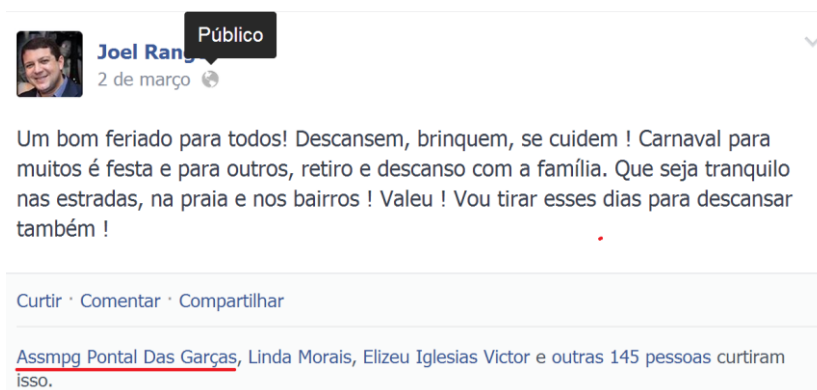 Público
Joel Rang
2 de março
Um bom feriado para todos! Descansem, brinquem, se cuidem ! Carnaval para
muitos é festa e para outros, retiro e descanso com a família. Que seja tranquilo
nas estradas, na praia e nos bairros ! Valeu ! Vou tirar esses dias para descansar
também !
Curtir · Comentar · Compartilhar
Assmpg Pontal Das Garças, Linda Morais, Elizeu Iglesias Victor e outras 145 pessoas curtiram
isso.